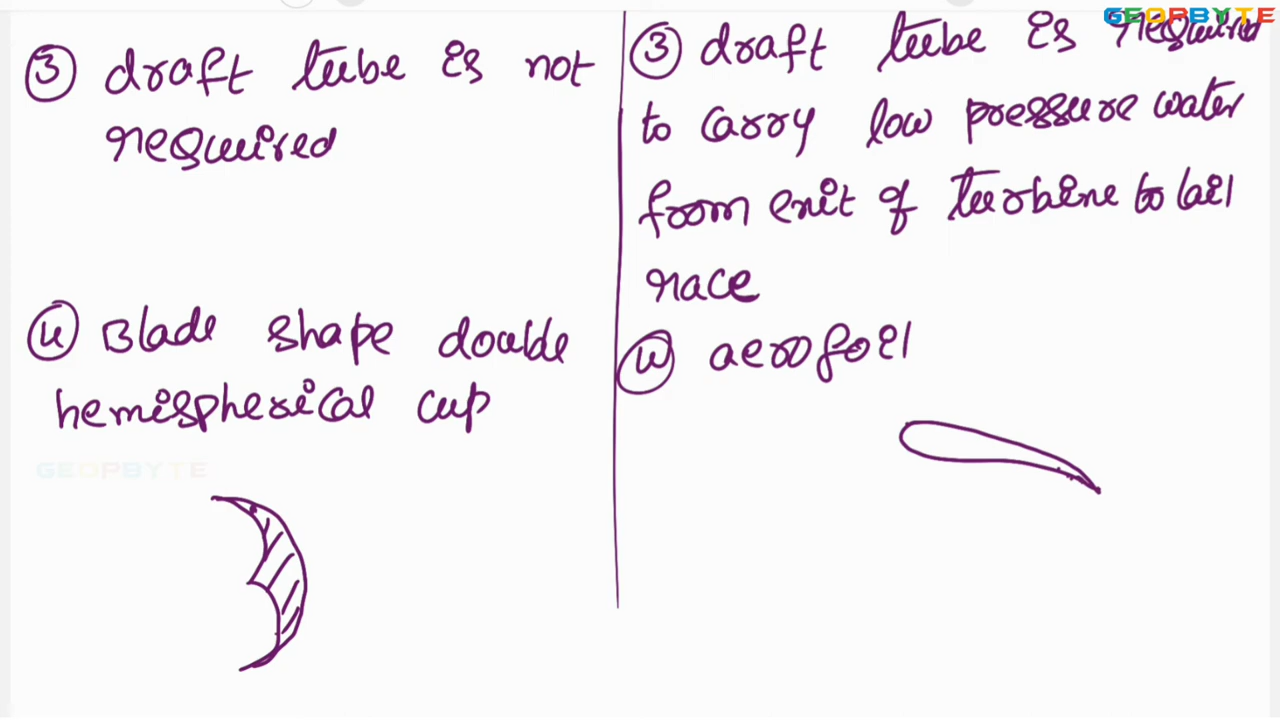 GEOPBYTE
③ draft tube is not
required
④ Blade shape double
hemispherical cup
GEOPBYTE
③ draft tube is required
to carry low pressure water
from exit of turbine to tail
race
④ aerofoil